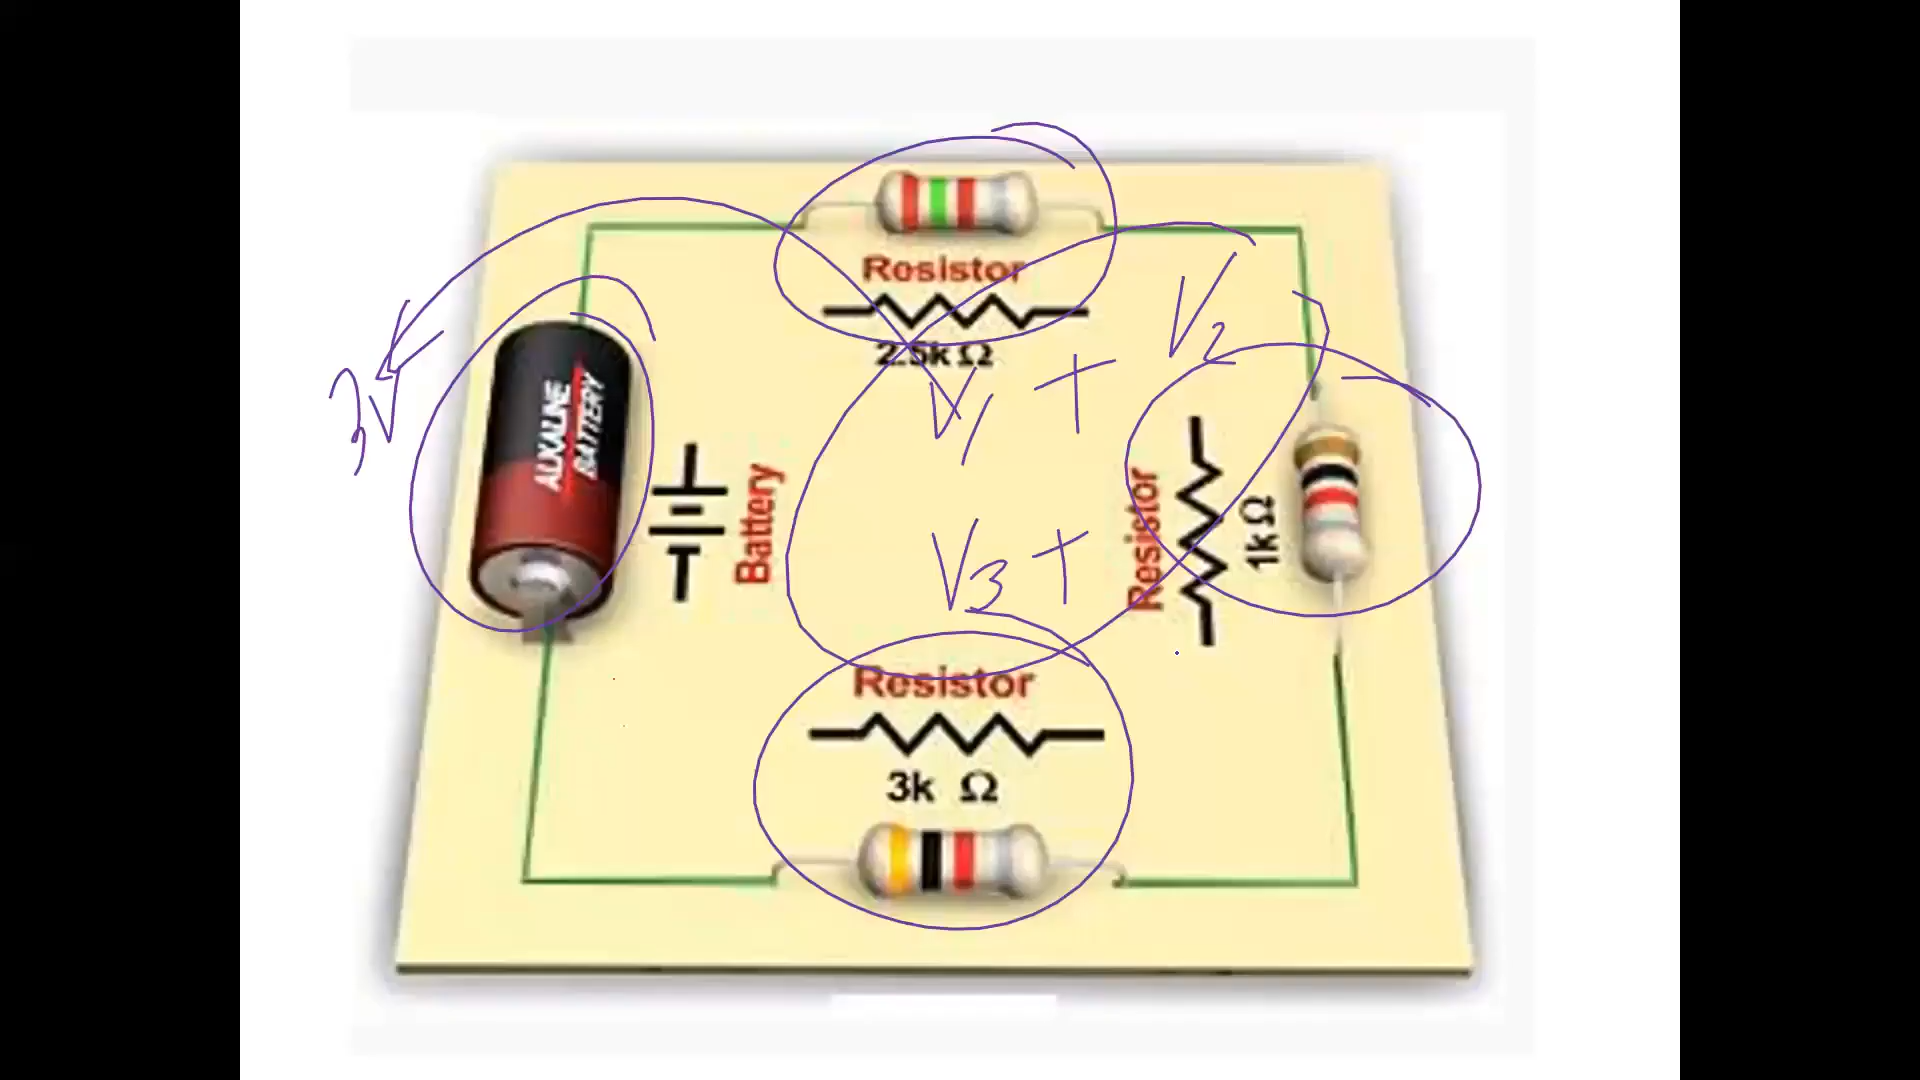 Resistor
2.5k Ω
3V
V1 + V2
ALKALINE
BATTERY
Battery
Resistor
1k Ω
V3 +
Resistor
3k Ω